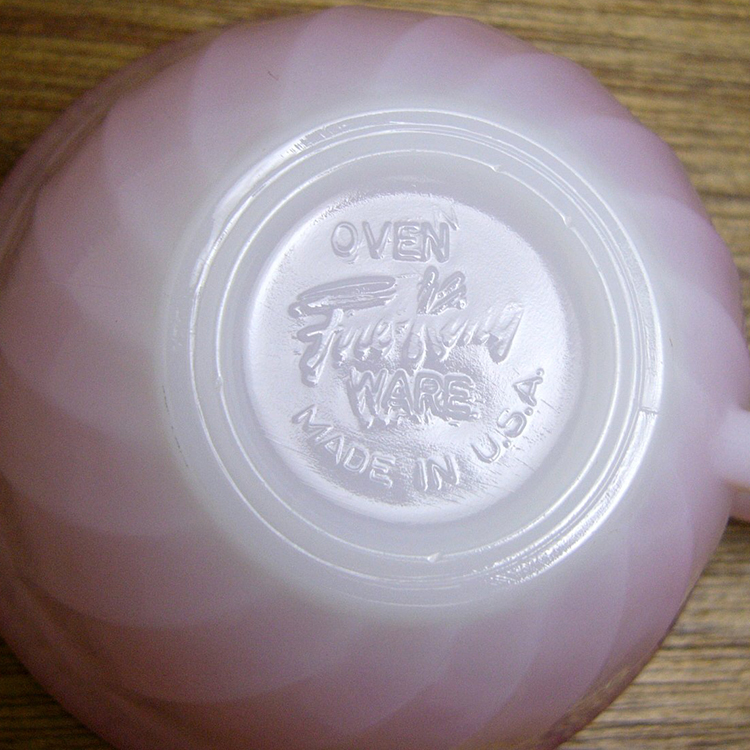 OVEN
Fire-King
WARE
MADE IN U.S.A.